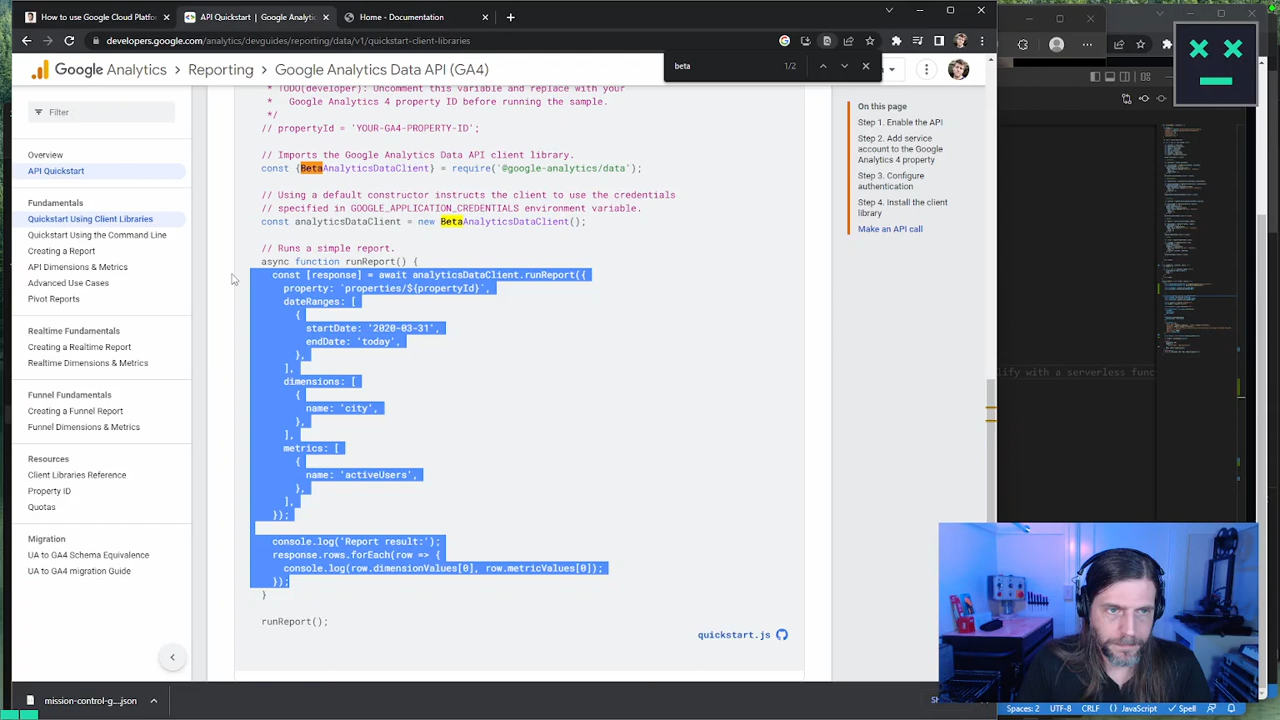 How to use Google Cloud Platfo
API Quickstart | Google Analytic
Home - Documentation
developers.google.com/analytics/devguides/reporting/data/v1/quickstart-client-libraries
beta
1/2
Google Analytics
Reporting
Google Analytics Data API (GA4)
Filter
Overview
API Quickstart
Fundamentals
Quickstart Using Client Libraries
Quickstart Using the Command Line
Creating a Report
API Dimensions & Metrics
Advanced Use Cases
Pivot Reports
Realtime Fundamentals
Creating a Realtime Report
Realtime Dimensions & Metrics
Funnel Fundamentals
Creating a Funnel Report
Funnel Dimensions & Metrics
Resources
Client Libraries Reference
Property ID
Quotas
Migration
UA to GA4 Schema Equivalence
UA to GA4 migration Guide
* TODO(developer): Uncomment this variable and replace with your
*   Google Analytics 4 property ID before running the sample.
*/
// propertyId = 'YOUR-GA4-PROPERTY-ID';
// Imports the Google Analytics Data API client library.
const {BetaAnalyticsDataClient} = require('@google-analytics/data');
// Using a default constructor instructs the client to use the credentials
// specified in GOOGLE_APPLICATION_CREDENTIALS environment variable.
const analyticsDataClient = new BetaAnalyticsDataClient();
// Runs a simple report.
async function runReport() {
const [response] = await analyticsDataClient.runReport({
property: `properties/${propertyId}`,
dateRanges: [
{
startDate: '2020-03-31',
endDate: 'today',
},
],
dimensions: [
{
name: 'city',
},
],
metrics: [
{
name: 'activeUsers',
},
],
});
console.log('Report result:');
response.rows.forEach(row => {
console.log(row.dimensionValues[0], row.metricValues[0]);
});
}
runReport();
quickstart.js
On this page
Step 1. Enable the API
Step 2. Add service
account to the Google
Analytics 4 property
Step 3. Configure
authentication
Step 4. Install the client
library
Make an API call
lify with a serverless func
mission-control-g....json
Spaces: 2
UTF-8
CRLF
{} JavaScript
Spell